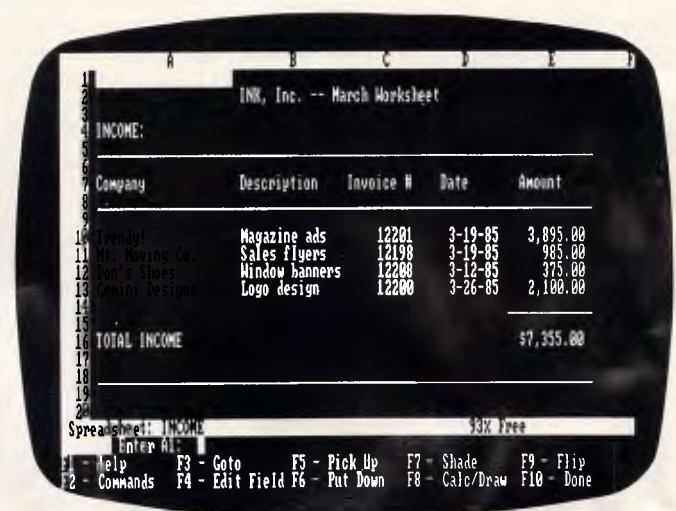 A B C D E F
1
2 INK, Inc. -- March Worksheet
3
4 INCOME:
5
6
7 Company Description Invoice # Date Amount
8
9
10 Trendy! Magazine ads 12201 3-19-85 3,895.00
11 Mt. Moving Co. Sales flyers 12198 3-19-85 985.00
12 Don's Shoes Window banners 12208 3-12-85 375.00
13 Gemini Designs Logo design 12200 3-26-85 2,100.00
14
15
16 TOTAL INCOME $7,355.00
17
18
19
20
Spreadsheet: INCOME 93% Free
Enter A1:
F1 - Help F3 - Goto F5 - Pick Up F7 - Shade F9 - Flip
F2 - Commands F4 - Edit Field F6 - Put Down F8 - Calc/Draw F10 - Done